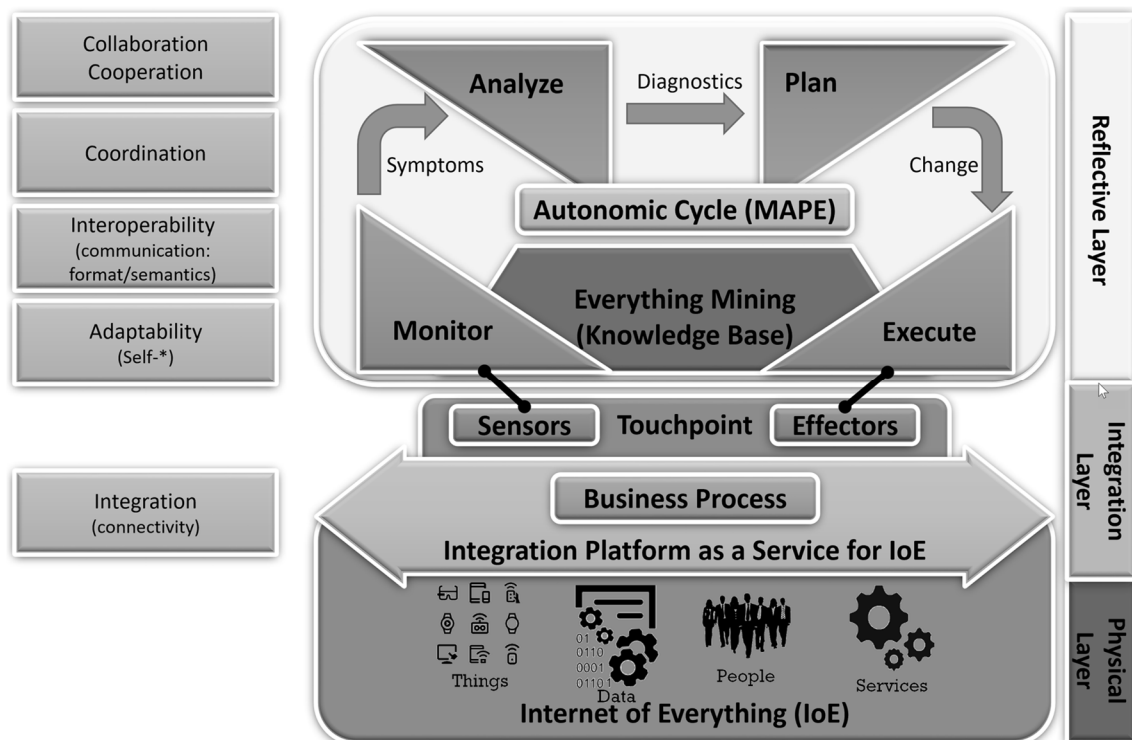 Collaboration
Cooperation
Coordination
Interoperability
(communication:
format/semantics)
Adaptability
(Self-*)
Integration
(connectivity)
Analyze
Diagnostics
Plan
Symptoms
Change
Autonomic Cycle (MAPE)
Everything Mining
(Knowledge Base)
Monitor
Execute
Sensors
Touchpoint
Effectors
Business Process
Integration Platform as a Service for IoE
01
0110
0001
01101
Things
Data
People
Services
Internet of Everything (IoE)
Reflective Layer
Integration
Layer
Physical
Layer